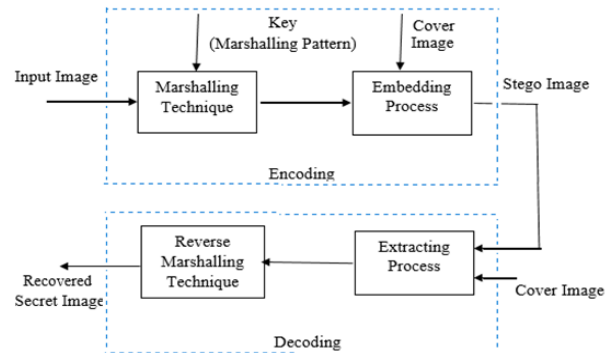 Key
(Marshalling Pattern)
Cover
Image
Input Image
Marshalling
Technique
Embedding
Process
Stego Image
Encoding
Reverse
Marshalling
Technique
Extracting
Process
Recovered
Secret Image
Cover Image
Decoding